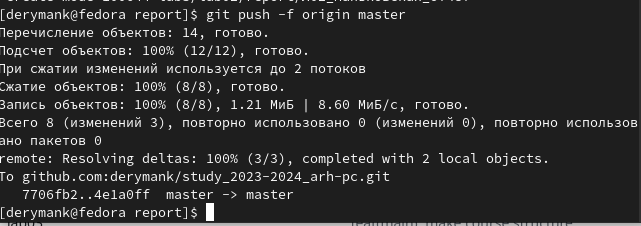 [derymank@fedora report]$ git push -f origin master
Перечисление объектов: 14, готово.
Подсчет объектов: 100% (12/12), готово.
При сжатии изменений используется до 2 потоков
Сжатие объектов: 100% (8/8), готово.
Запись объектов: 100% (8/8), 1.21 МиБ | 8.60 МиБ/с, готово.
Всего 8 (изменений 3), повторно использовано 0 (изменений 0), повторно использов
ано пакетов 0
remote: Resolving deltas: 100% (3/3), completed with 2 local objects.
To github.com:derymank/study_2023-2024_arh-pc.git
7706fb2..4e1a0ff  master -> master
[derymank@fedora report]$